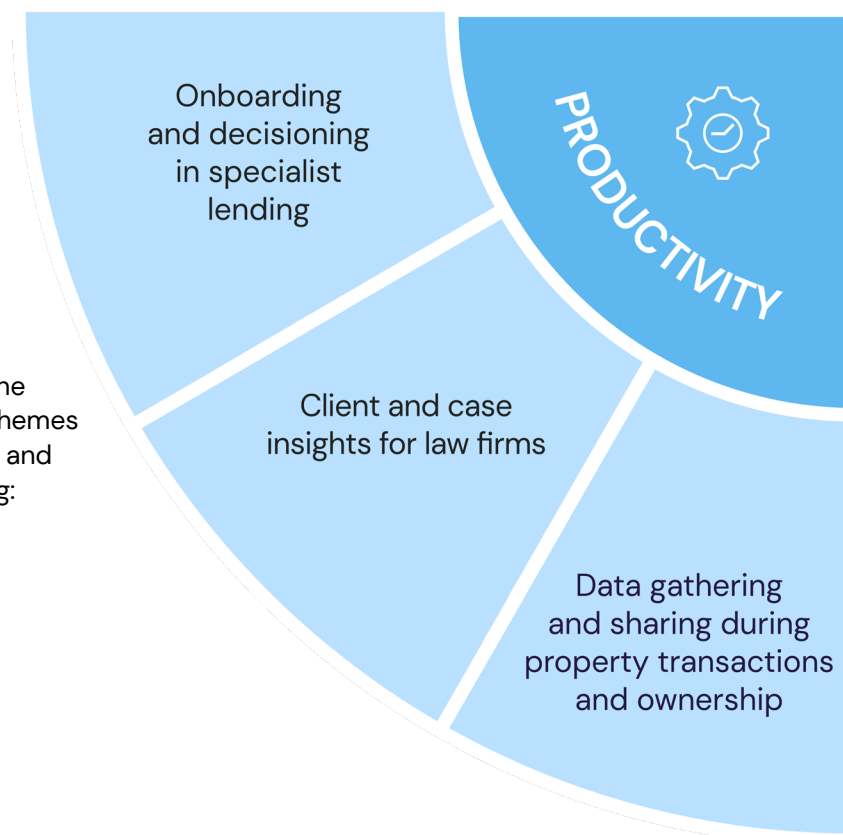 Onboarding
and decisioning
in specialist
lending
PRODUCTIVITY
Client and case
insights for law firms
and
Data gathering
and sharing during
property transactions
and ownership